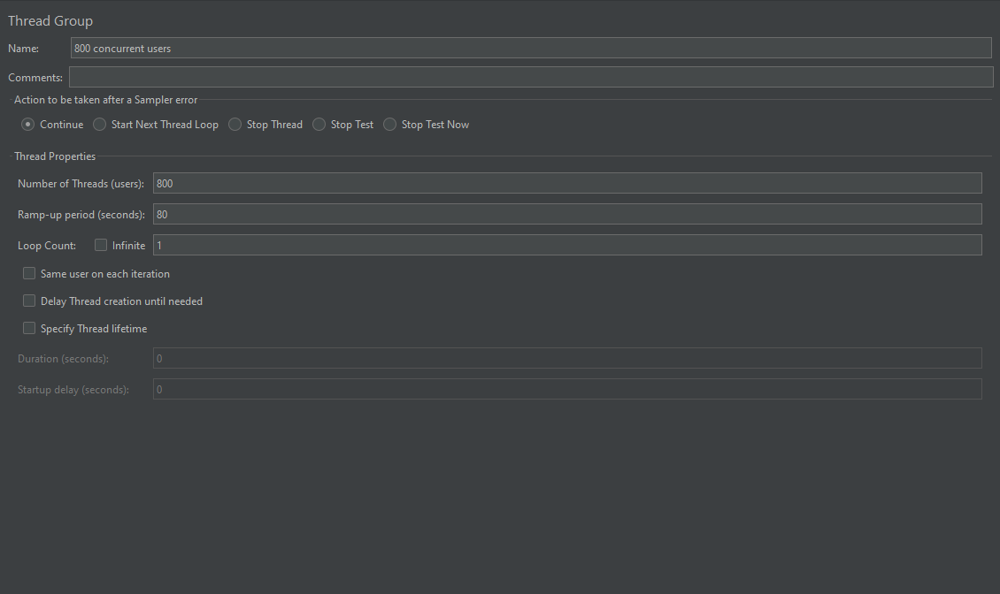 Thread Group
Name: 800 concurrent users
Comments:
Action to be taken after a Sampler error
Continue Start Next Thread Loop Stop Thread Stop Test Stop Test Now
Thread Properties
Number of Threads (users): 800
Ramp-up period (seconds): 80
Loop Count: Infinite 1
Same user on each iteration
Delay Thread creation until needed
Specify Thread lifetime
Duration (seconds): 0
Startup delay (seconds): 0